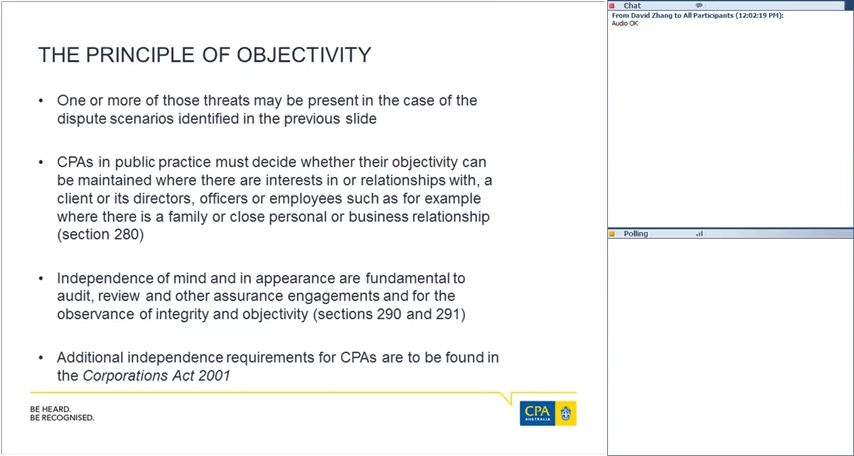 THE PRINCIPLE OF OBJECTIVITY
• One or more of those threats may be present in the case of the
dispute scenarios identified in the previous slide
• CPAs in public practice must decide whether their objectivity can
be maintained where there are interests in or relationships with, a
client or its directors, officers or employees such as for example
where there is a family or close personal or business relationship
(section 280)
• Independence of mind and in appearance are fundamental to
audit, review and other assurance engagements and for the
observance of integrity and objectivity (sections 290 and 291)
• Additional independence requirements for CPAs are to be found in
the Corporations Act 2001
BE HEARD.
BE RECOGNISED.
CPA
AUSTRALIA
Chat
From David Zhang to All Participants (12:02:19 PM):
Audio OK
Polling